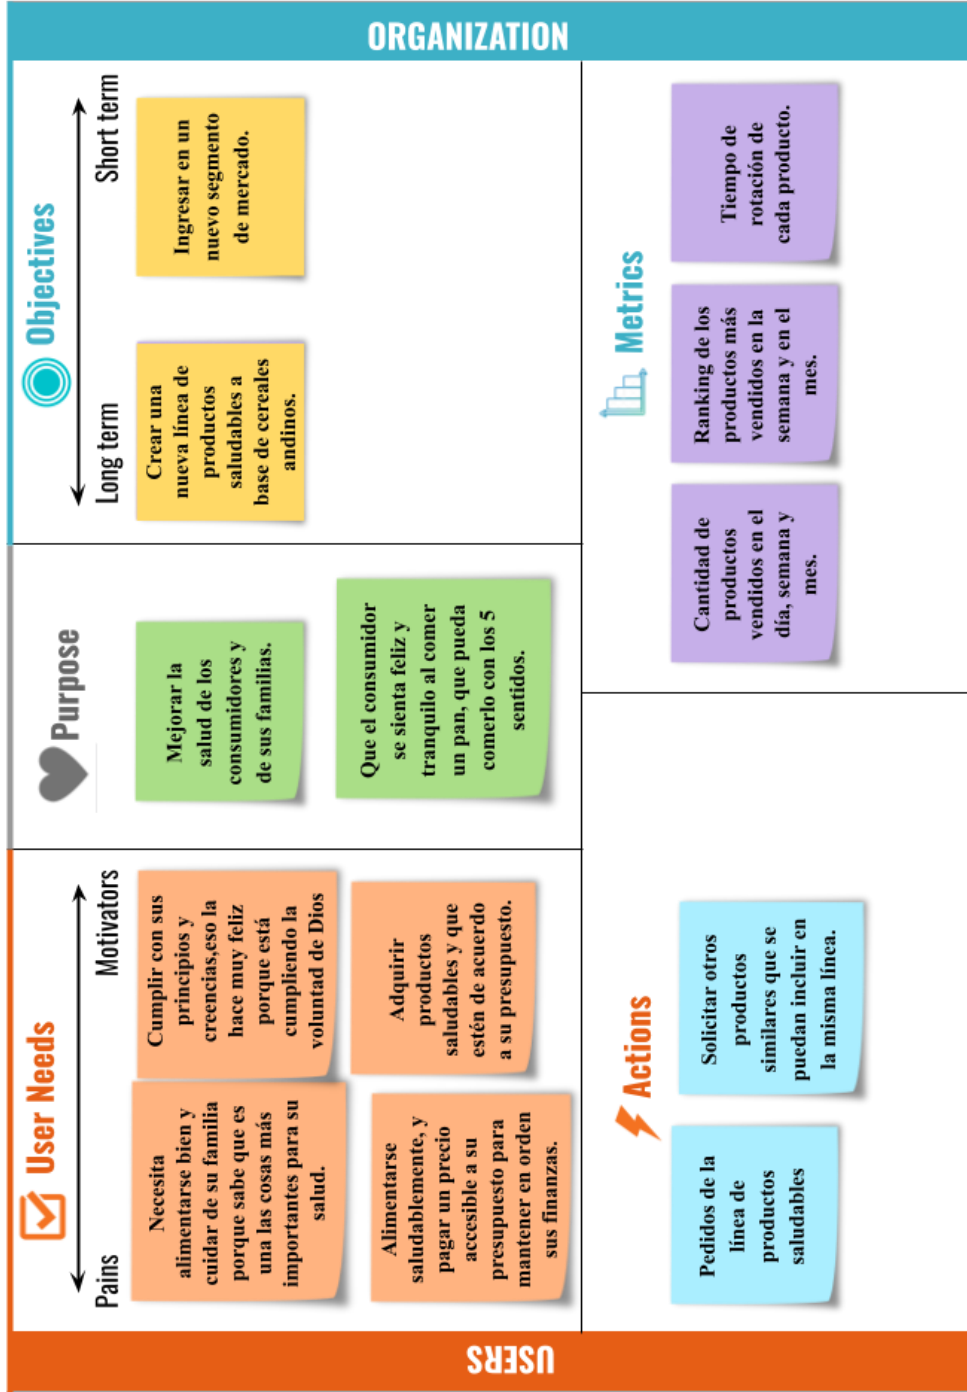 USERS
User Needs
Pains
Motivators
Necesita
alimentarse bien y
cuidar de su familia
porque sabe que es
una las cosas más
importantes para su
salud.
Cumplir con sus
principios y
creencias,eso la
hace muy feliz
porque está
cumpliendo la
voluntad de Dios
Alimentarse
saludablemente, y
pagar un precio
accesible a su
presupuesto para
mantener en orden
sus finanzas.
Adquirir
productos
saludables y que
estén de acuerdo
a su presupuesto.
Purpose
Mejorar la
salud de los
consumidores y
de sus familias.
Que el consumidor
se sienta feliz y
tranquilo al comer
un pan, que pueda
comerlo con los 5
sentidos.
Objectives
Long term
Short term
Crear una
nueva línea de
productos
saludables a
base de cereales
andinos.
Ingresar en un
nuevo segmento
de mercado.
ORGANIZATION
Actions
Pedidos de la
línea de
productos
saludables
Solicitar otros
productos
similares que se
puedan incluir en
la misma línea.
Metrics
Cantidad de
productos
vendidos en el
día, semana y
mes.
Ranking de los
productos más
vendidos en la
semana y en el
mes.
Tiempo de
rotación de
cada producto.